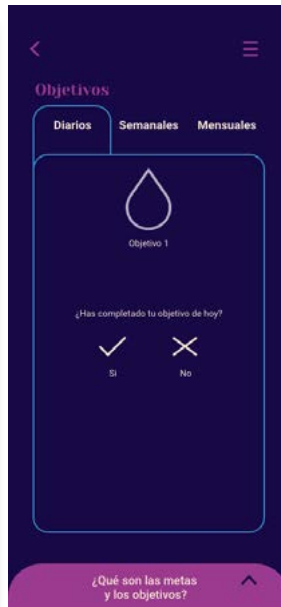 Objetivos
Diarios Semanales Mensuales
Objetivo 1
¿Has completado tu objetivo de hoy?
Si No
¿Qué son las metas
y los objetivos?